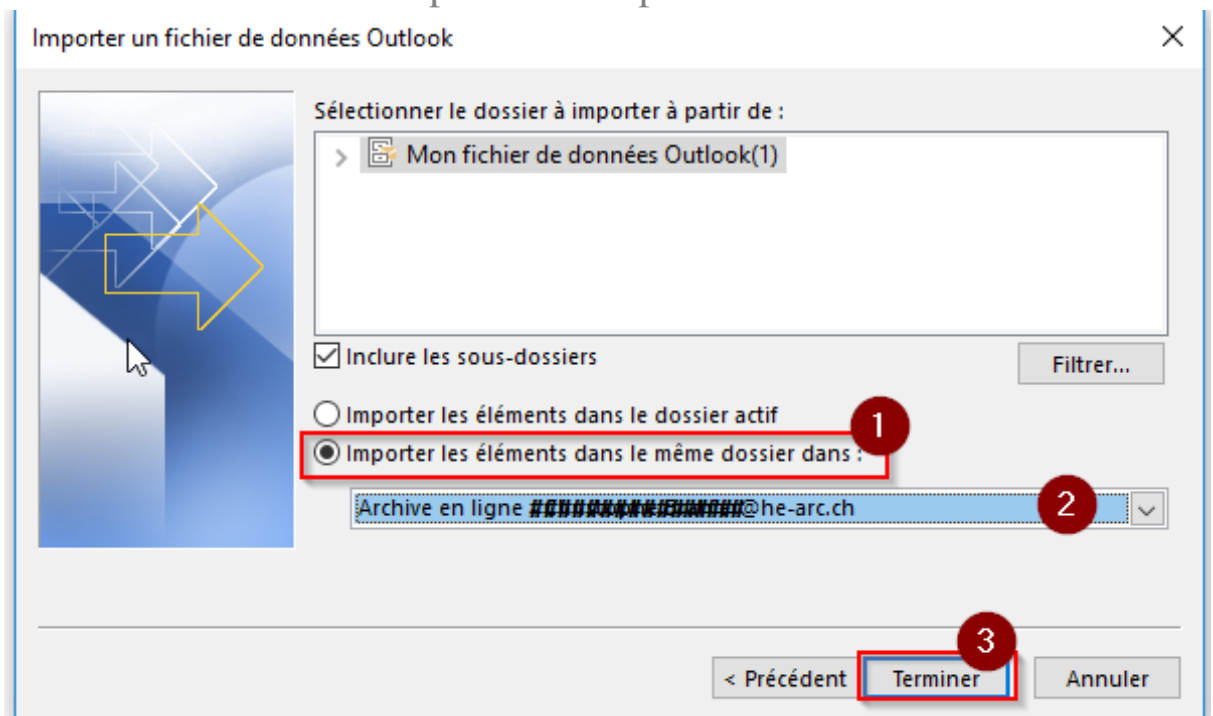 Importer un fichier de données Outlook
Sélectionner le dossier à importer à partir de :
Mon fichier de données Outlook(1)
Inclure les sous-dossiers
Filtrer...
Importer les éléments dans le dossier actif
1
Importer les éléments dans le même dossier dans :
Archive en ligne @he-arc.ch
2
3
< Précédent
Terminer
Annuler